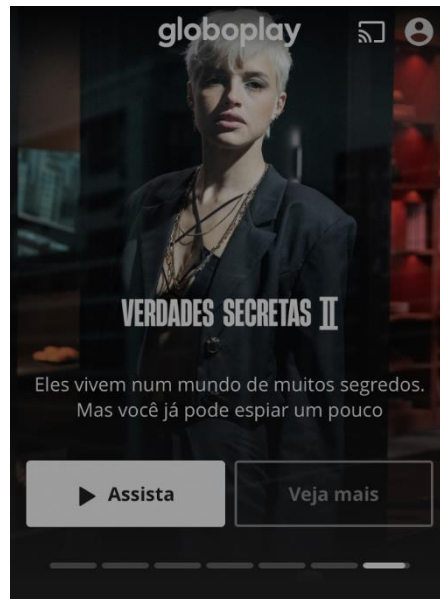 globoplay
VERDADES SECRETAS II
Eles vivem num mundo de muitos segredos.
Mas você já pode espiar um pouco
Assista
Veja mais